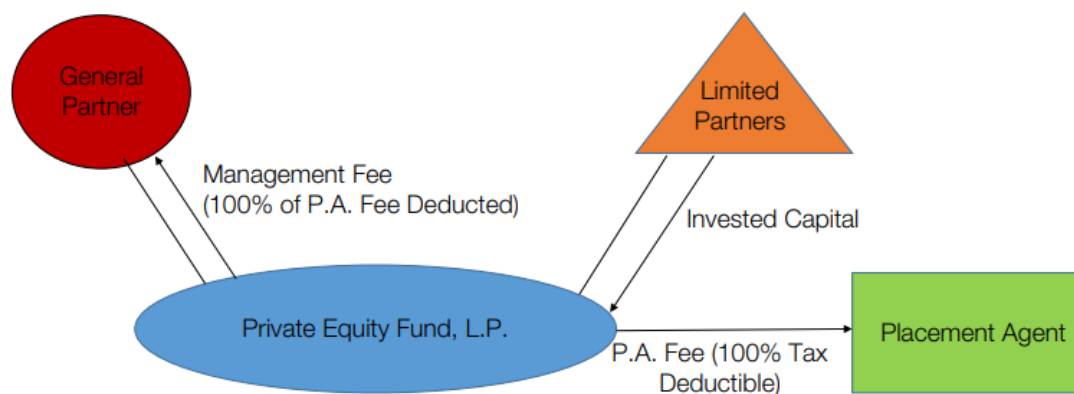 General
Partner
Limited
Partners
Management Fee
(100% of P.A. Fee Deducted)
Invested Capital
Private Equity Fund, L.P.
Placement Agent
P.A. Fee (100% Tax
Deductible)